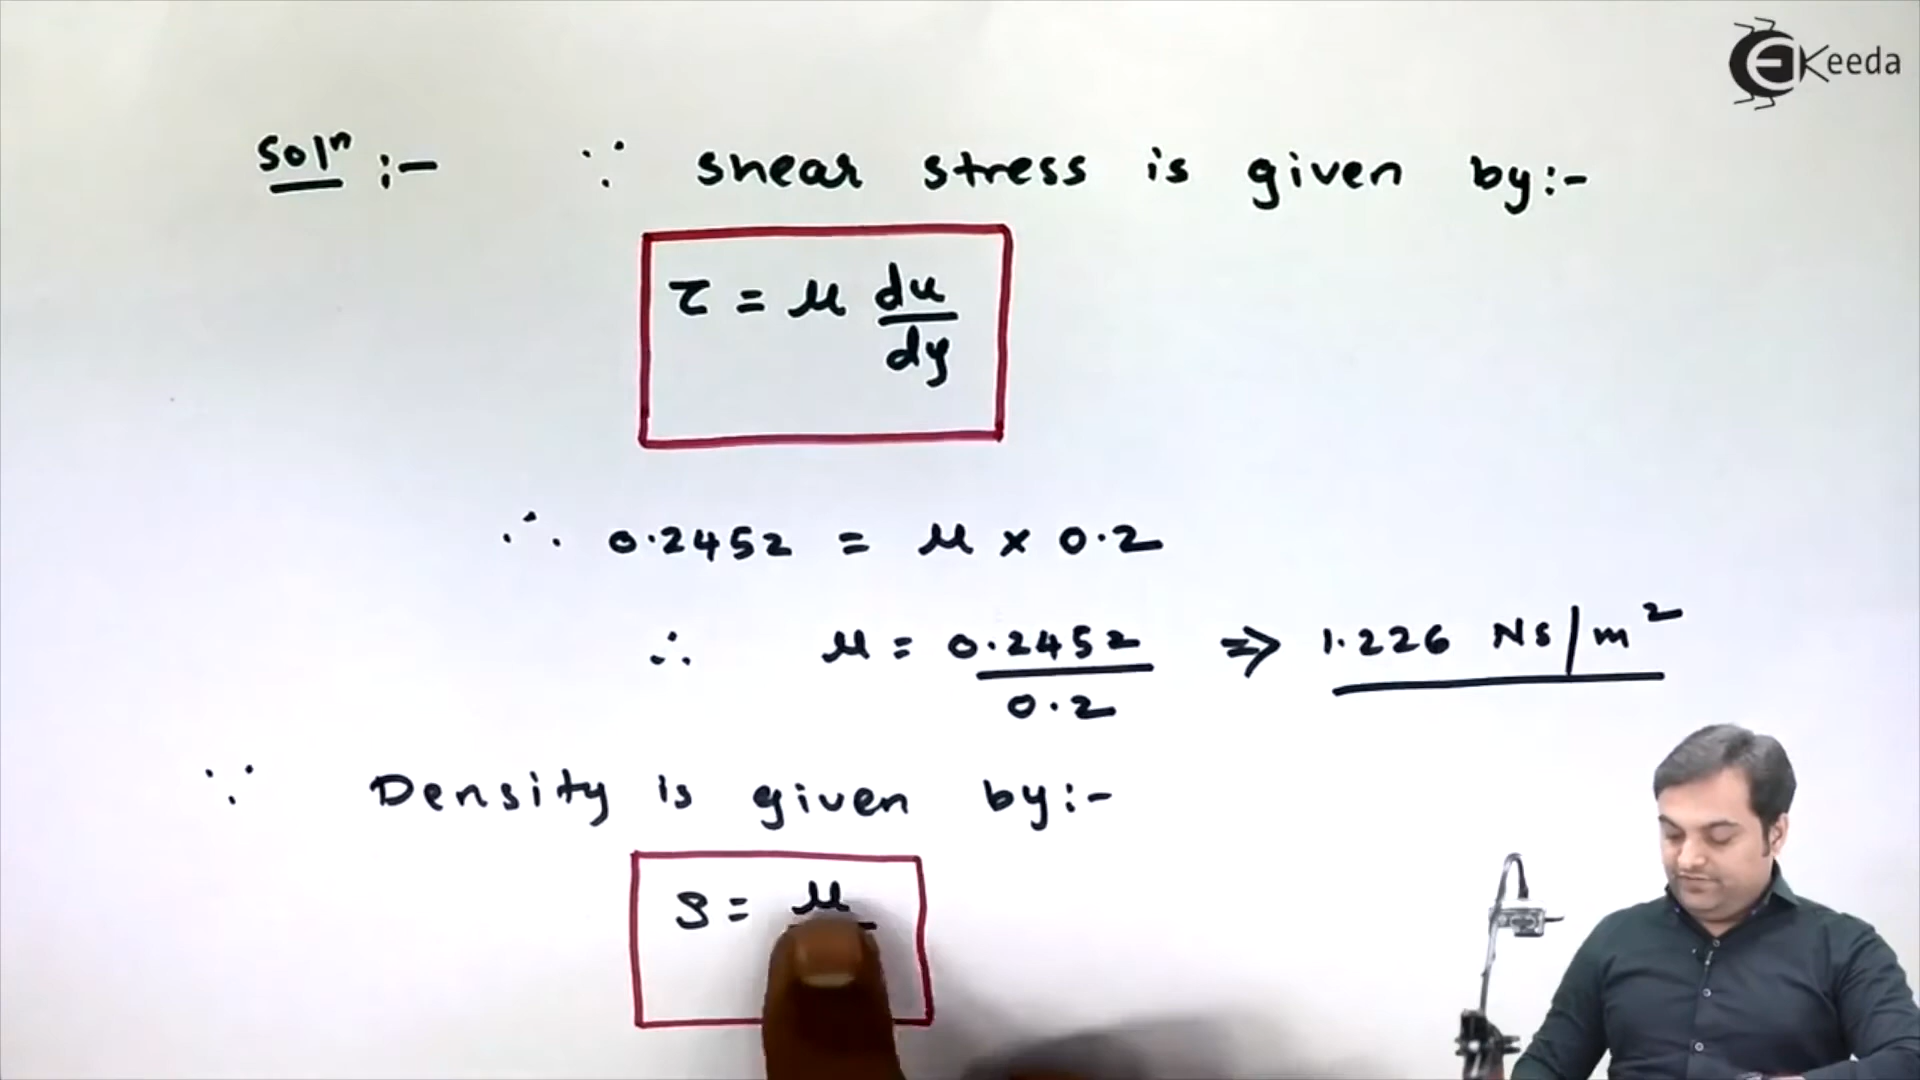 EKeeda
Solⁿ :- ∵ shear stress is given by:-
τ = μ du/dy
∴ 0.2452 = μ × 0.2
∴ μ = 0.2452/0.2 ⇒ 1.226 Ns/m²
∵ Density is given by:-
ρ = μ